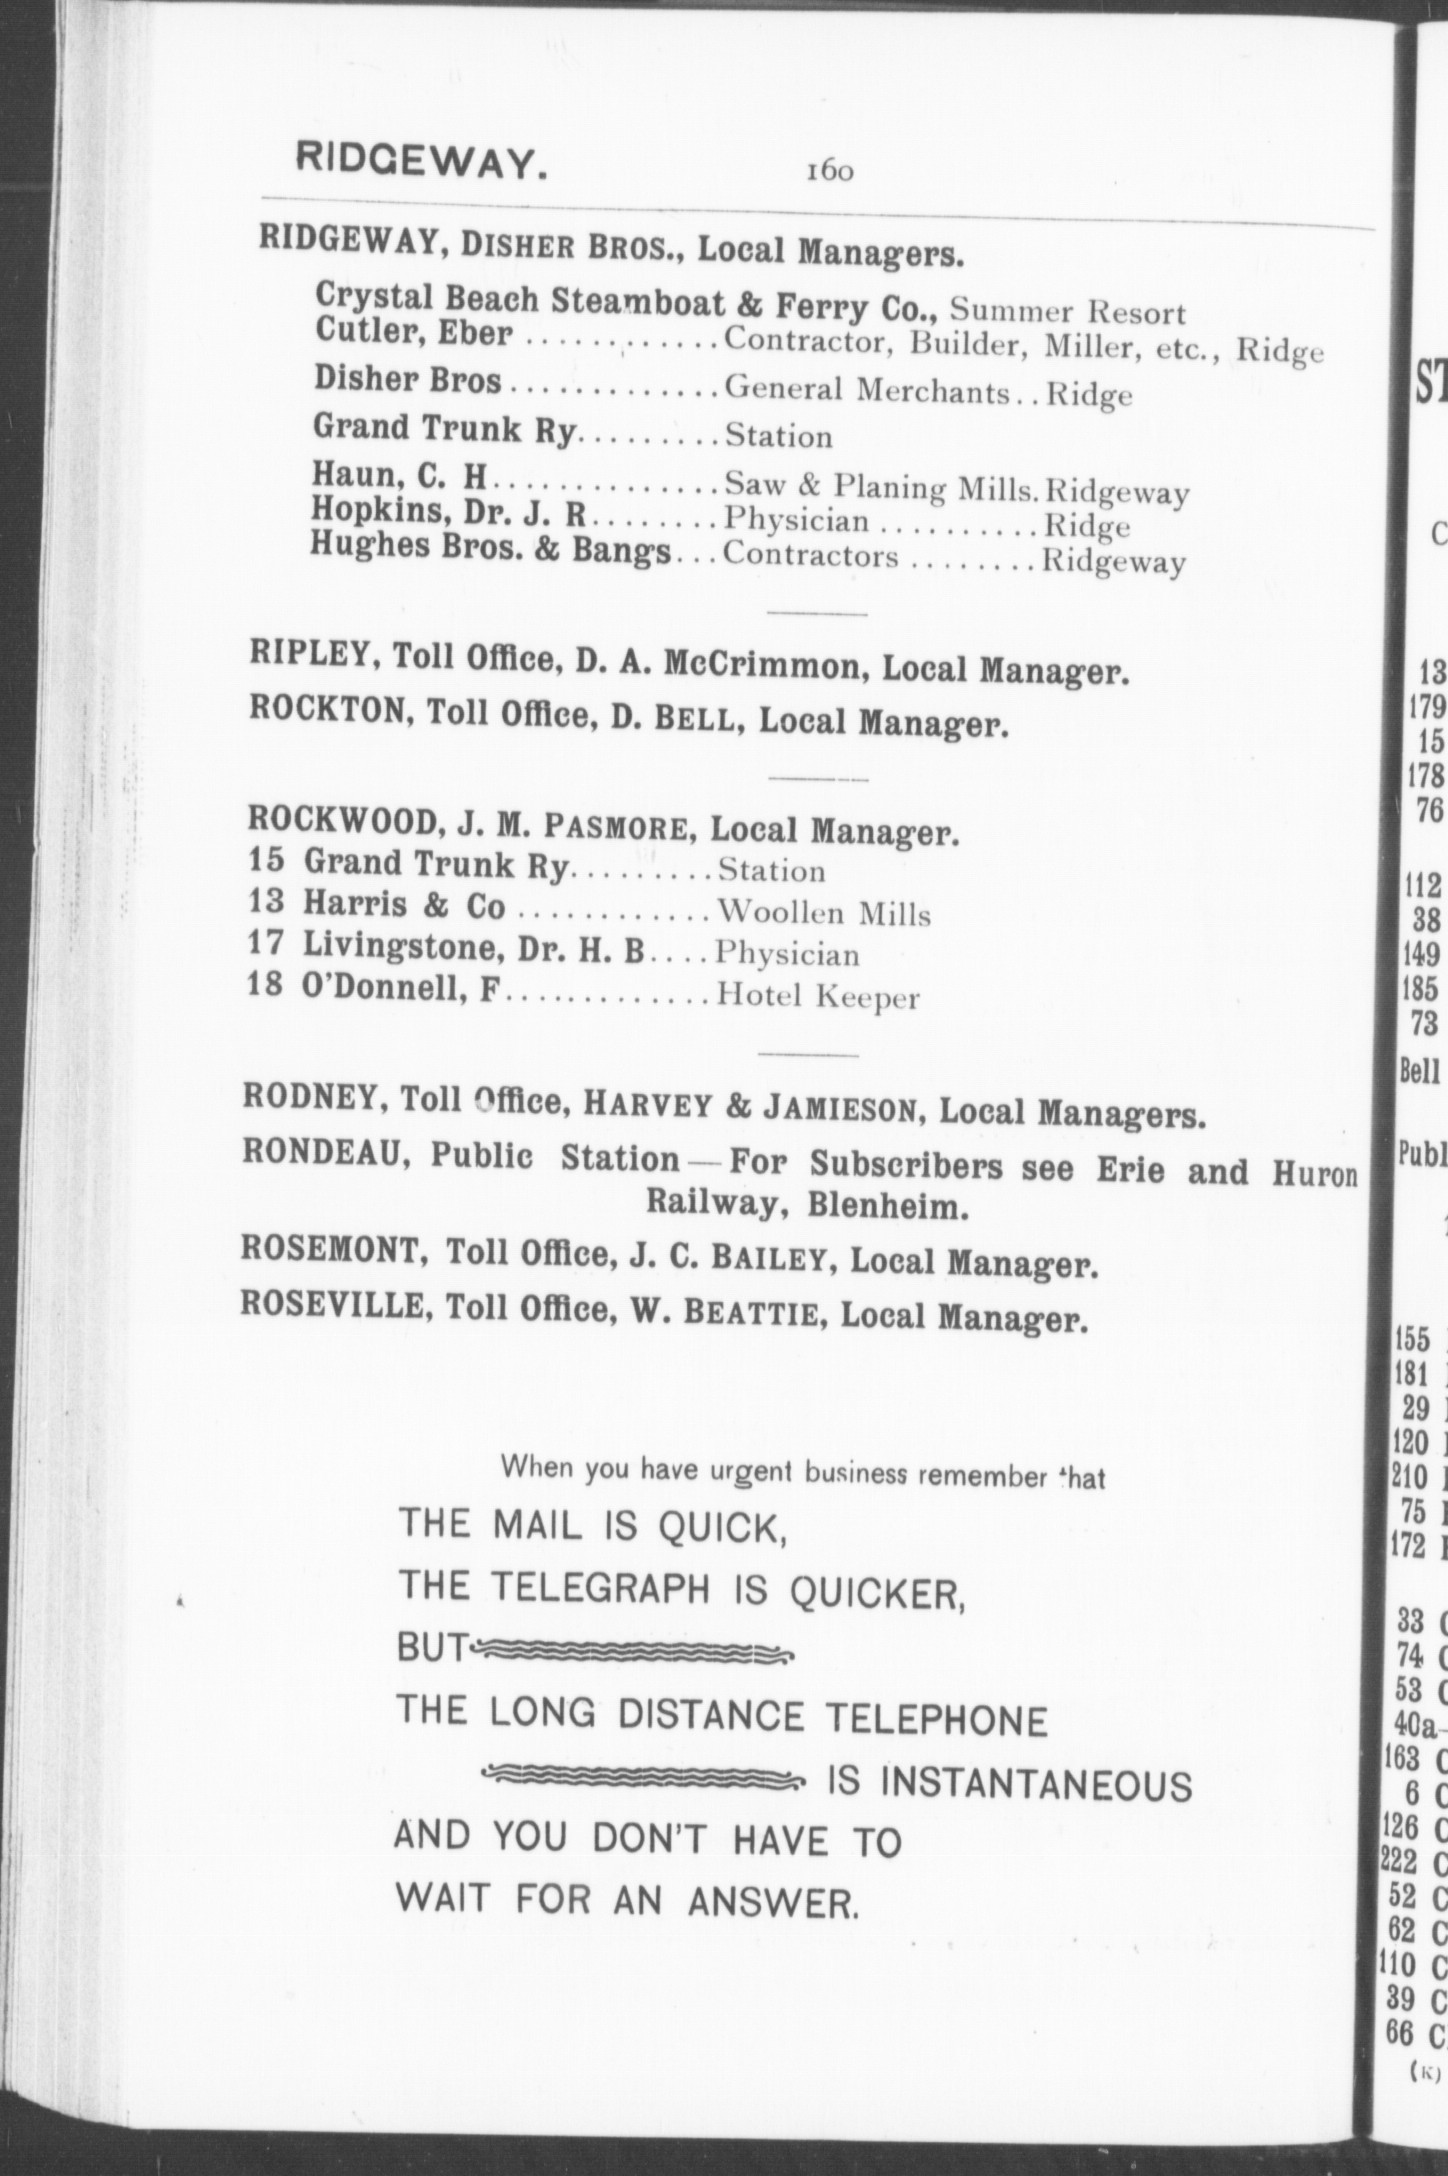 RIDGEWAY. 160
RIDGEWAY, DISHER BROS., Local Managers.
Crystal Beach Steamboat & Ferry Co., Summer Resort
Cutler, Eber ............Contractor, Builder, Miller, etc., Ridge
Disher Bros.............General Merchants..Ridge
Grand Trunk Ry.........Station
Haun, C. H..............Saw & Planing Mills.Ridgeway
Hopkins, Dr. J. R........Physician ..........Ridge
Hughes Bros. & Bangs...Contractors ........Ridgeway
RIPLEY, Toll Office, D. A. McCrimmon, Local Manager.
ROCKTON, Toll Office, D. BELL, Local Manager.
ROCKWOOD, J. M. PASMORE, Local Manager.
15 Grand Trunk Ry.........Station
13 Harris & Co ............Woollen Mills
17 Livingstone, Dr. H. B....Physician
18 O'Donnell, F.............Hotel Keeper
RODNEY, Toll Office, HARVEY & JAMIESON, Local Managers.
RONDEAU, Public Station—For Subscribers see Erie and Huron
Railway, Blenheim.
ROSEMONT, Toll Office, J. C. BAILEY, Local Manager.
ROSEVILLE, Toll Office, W. BEATTIE, Local Manager.
When you have urgent business remember that
THE MAIL IS QUICK,
THE TELEGRAPH IS QUICKER,
BUT
THE LONG DISTANCE TELEPHONE
IS INSTANTANEOUS
AND YOU DON'T HAVE TO
WAIT FOR AN ANSWER.
ST
C
13
179
15
178
76
112
38
149
185
73
Bell
Publ
155
181
29
120
210
75
172
33
74
53
40a-
163 C
6 C
126 C
222 C
52 C
62 C
110 C
39 C
66 C
(K)